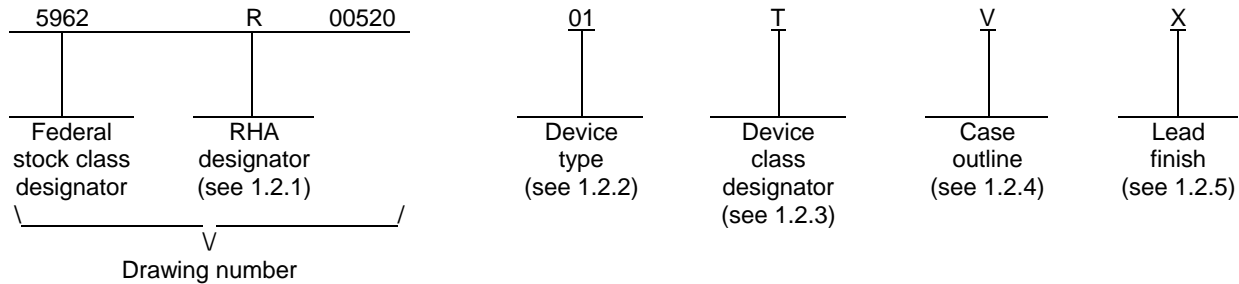 5962 R 00520 01 T V X
Federal RHA Device Device Case Lead
stock class designator type class outline finish
designator (see 1.2.1) (see 1.2.2) designator (see 1.2.4) (see 1.2.5)
(see 1.2.3)
\ /
\/
Drawing number